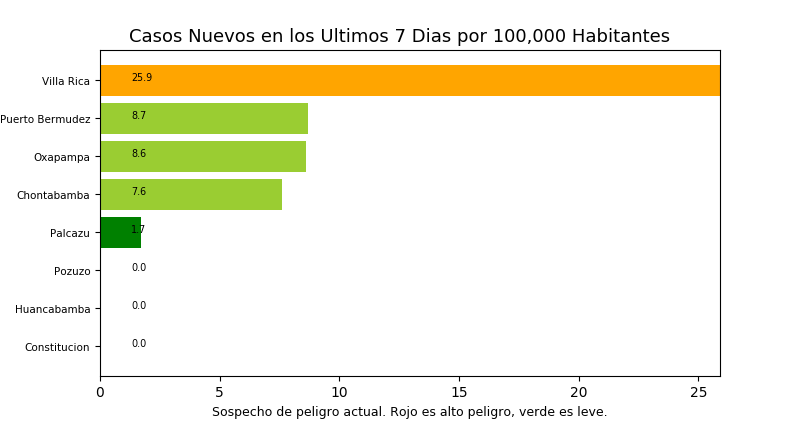 Casos Nuevos en los Ultimos 7 Dias por 100,000 Habitantes
Villa Rica 25.9
Puerto Bermudez 8.7
Oxapampa 8.6
Chontabamba 7.6
Palcazu 1.7
Pozuzo 0.0
Huancabamba 0.0
Constitucion 0.0
0 5 10 15 20 25
Sospecho de peligro actual. Rojo es alto peligro, verde es leve.